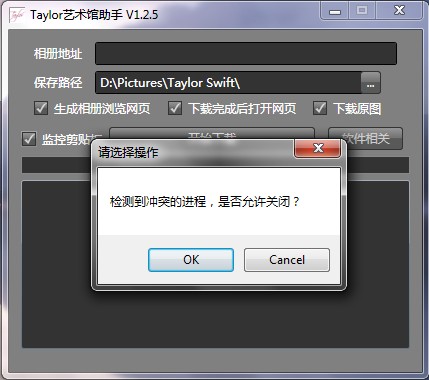 Taylor艺术馆助手 V1.2.5
相册地址
保存路径 D:\Pictures\Taylor Swift\ ...
生成相册浏览网页 下载完成后打开网页 下载原图
监控剪贴板 开始下载 软件相关
请选择操作
检测到冲突的进程，是否允许关闭？
OK Cancel